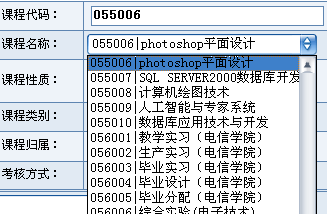 课程代码： 055006
课程名称： 055006|photoshop平面设计
055006|photoshop平面设计
课程性质： 055007|SQL SERVER2000数据库开发
055008|计算机绘图技术
055009|人工智能与专家系统
课程类别： 055010|数据库应用技术与开发
056001|教学实习（电信学院）
课程归属： 056002|生产实习（电信学院）
056003|毕业实习（电信学院）
考核方式： 056004|毕业设计（电信学院）
056005|毕业分配（电信学院）
056006|综合实验(电子技术)